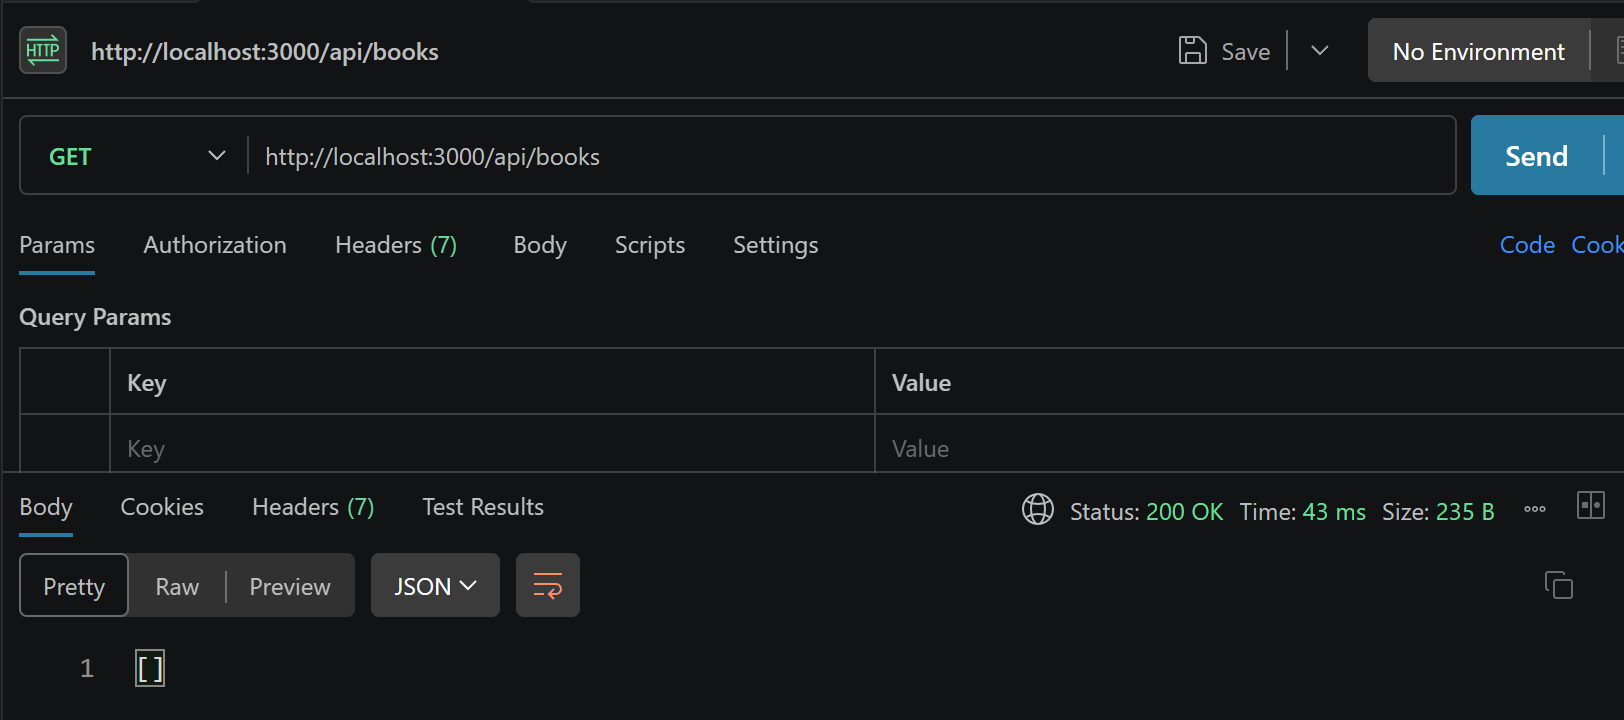 HTTP http://localhost:3000/api/books Save No Environment
GET http://localhost:3000/api/books Send
Params Authorization Headers (7) Body Scripts Settings Code Cook
Query Params
Key Value
Key Value
Body Cookies Headers (7) Test Results Status: 200 OK Time: 43 ms Size: 235 B
Pretty Raw Preview JSON
1 []